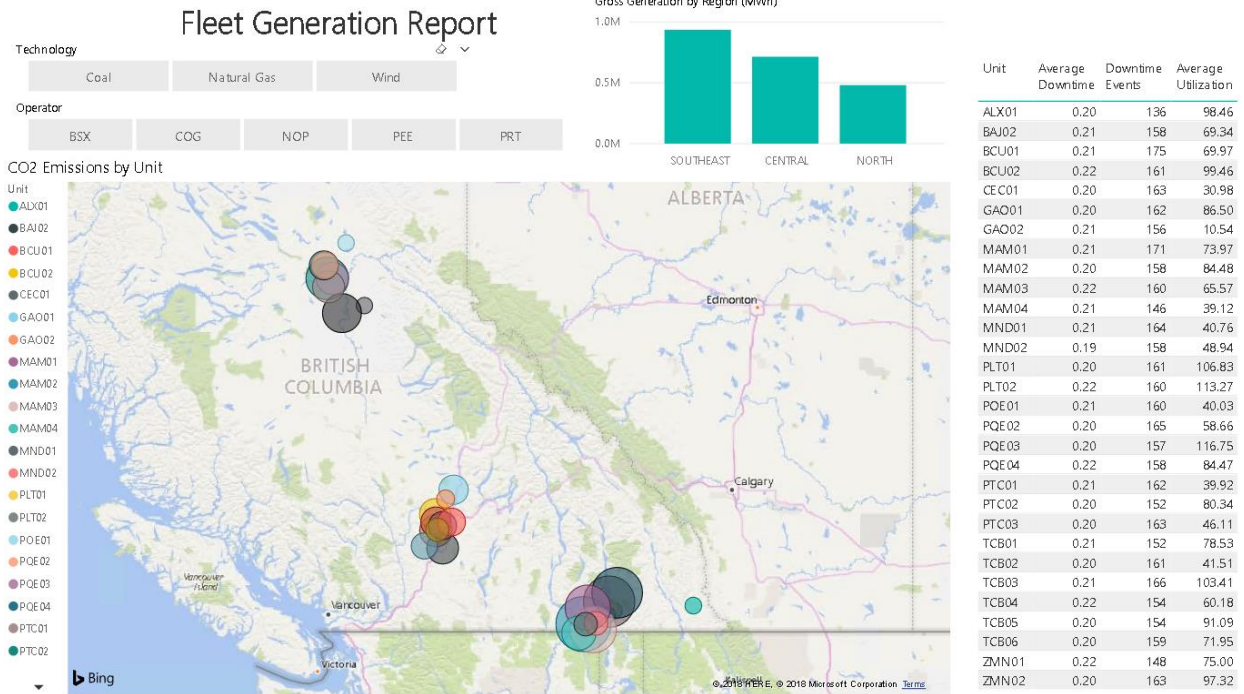 Fleet Generation Report
Technology
Coal
Natural Gas
Wind
Operator
BSX
COG
NOP
PEE
PRT
Gross Generation by Region (MWh)
1.0M
0.5M
0.0M
SOUTHEAST
CENTRAL
NORTH
CO2 Emissions by Unit
Unit
ALX01
BAJ02
BCU01
BCU02
CEC01
GAO01
GAO02
MAM01
MAM02
MAM03
MAM04
MND01
MND02
PLT01
PLT02
POE01
PQE02
PQE03
PQE04
PTC01
PTC02
ALBERTA
Edmonton
BRITISH
COLUMBIA
Calgary
Vancouver
Island
Vancouver
Victoria
Kalispell
Bing
© 2018 HERE, © 2018 Microsoft Corporation Terms
Unit Average Downtime Average
Downtime Events Utilization
ALX01 0.20 136 98.46
BAJ02 0.21 158 69.34
BCU01 0.21 175 69.97
BCU02 0.22 161 99.46
CEC01 0.20 163 30.98
GAO01 0.20 162 86.50
GAO02 0.21 156 10.54
MAM01 0.21 171 73.97
MAM02 0.20 158 84.48
MAM03 0.22 160 65.57
MAM04 0.21 146 39.12
MND01 0.21 164 40.76
MND02 0.19 158 48.94
PLT01 0.20 161 106.83
PLT02 0.22 160 113.27
POE01 0.21 160 40.03
PQE02 0.20 165 58.66
PQE03 0.20 157 116.75
PQE04 0.22 158 84.47
PTC01 0.21 162 39.92
PTC02 0.20 152 80.34
PTC03 0.20 163 46.11
TCB01 0.21 152 78.53
TCB02 0.20 161 41.51
TCB03 0.21 166 103.41
TCB04 0.22 154 60.18
TCB05 0.20 154 91.09
TCB06 0.20 159 71.95
ZMN01 0.22 148 75.00
ZMN02 0.20 163 97.32